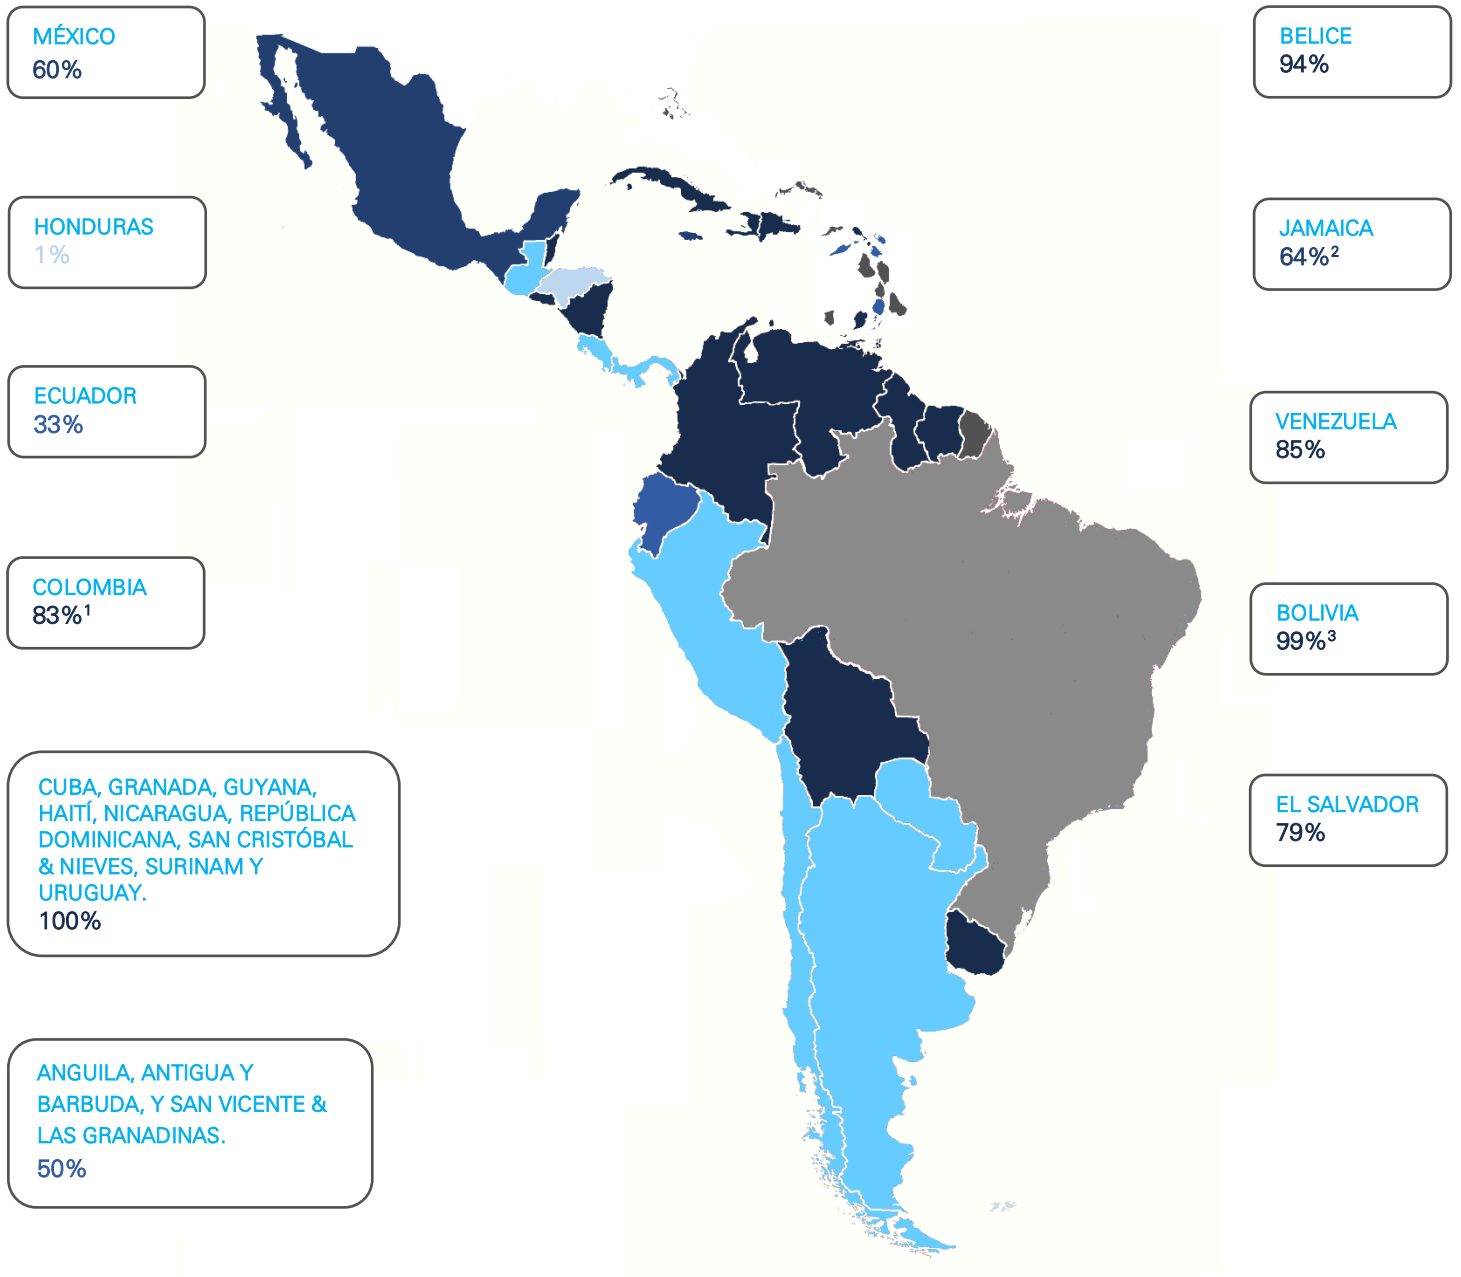 MÉXICO
60%
HONDURAS
1%
ECUADOR
33%
COLOMBIA
83%¹
CUBA, GRANADA, GUYANA,
HAITÍ, NICARAGUA, REPÚBLICA
DOMINICANA, SAN CRISTÓBAL
& NIEVES, SURINAM Y
URUGUAY.
100%
ANGUILA, ANTIGUA Y
BARBUDA, Y SAN VICENTE &
LAS GRANADINAS.
50%
BELICE
94%
JAMAICA
64%²
VENEZUELA
85%
BOLIVIA
99%³
EL SALVADOR
79%